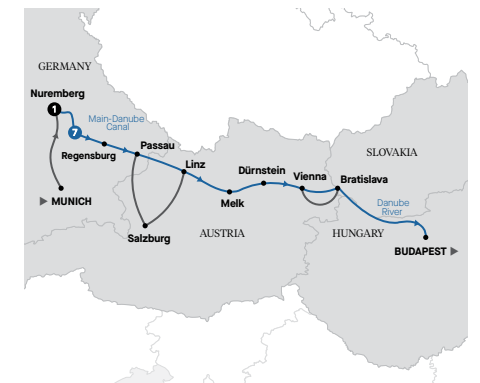 GERMANY
Nuremberg
1
Main-Danube
Canal
7
Regensburg
Passau
Linz
MUNICH
Salzburg
Melk
Dürnstein
Vienna
Bratislava
SLOVAKIA
AUSTRIA
HUNGARY
Danube
River
BUDAPEST